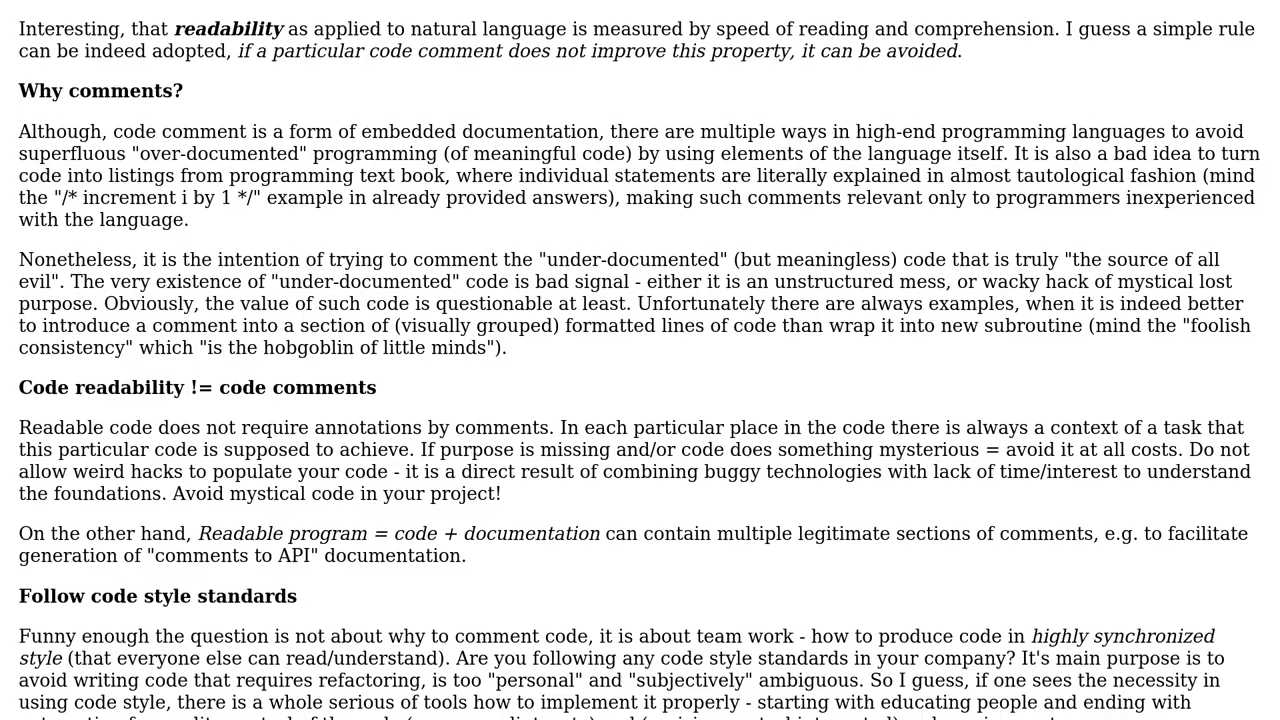 Interesting, that readability as applied to natural language is measured by speed of reading and comprehension. I guess a simple rule
can be indeed adopted, if a particular code comment does not improve this property, it can be avoided.
Why comments?
Although, code comment is a form of embedded documentation, there are multiple ways in high-end programming languages to avoid
superfluous "over-documented" programming (of meaningful code) by using elements of the language itself. It is also a bad idea to turn
code into listings from programming text book, where individual statements are literally explained in almost tautological fashion (mind
the "/* increment i by 1 */" example in already provided answers), making such comments relevant only to programmers inexperienced
with the language.
Nonetheless, it is the intention of trying to comment the "under-documented" (but meaningless) code that is truly "the source of all
evil". The very existence of "under-documented" code is bad signal - either it is an unstructured mess, or wacky hack of mystical lost
purpose. Obviously, the value of such code is questionable at least. Unfortunately there are always examples, when it is indeed better
to introduce a comment into a section of (visually grouped) formatted lines of code than wrap it into new subroutine (mind the "foolish
consistency" which "is the hobgoblin of little minds").
Code readability != code comments
Readable code does not require annotations by comments. In each particular place in the code there is always a context of a task that
this particular code is supposed to achieve. If purpose is missing and/or code does something mysterious = avoid it at all costs. Do not
allow weird hacks to populate your code - it is a direct result of combining buggy technologies with lack of time/interest to understand
the foundations. Avoid mystical code in your project!
On the other hand, Readable program = code + documentation can contain multiple legitimate sections of comments, e.g. to facilitate
generation of "comments to API" documentation.
Follow code style standards
Funny enough the question is not about why to comment code, it is about team work - how to produce code in highly synchronized
style (that everyone else can read/understand). Are you following any code style standards in your company? It's main purpose is to
avoid writing code that requires refactoring, is too "personal" and "subjectively" ambiguous. So I guess, if one sees the necessity in
using code style, there is a whole serious of tools how to implement it properly - starting with educating people and ending with